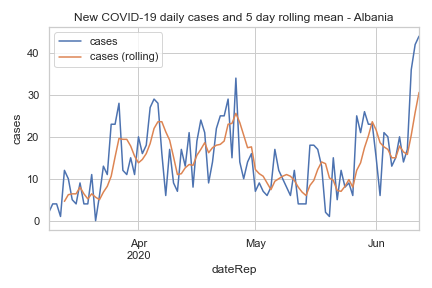 New COVID-19 daily cases and 5 day rolling mean - Albania
cases
cases (rolling)
40
30
20
10
0
cases
Apr
2020
May
Jun
dateRep